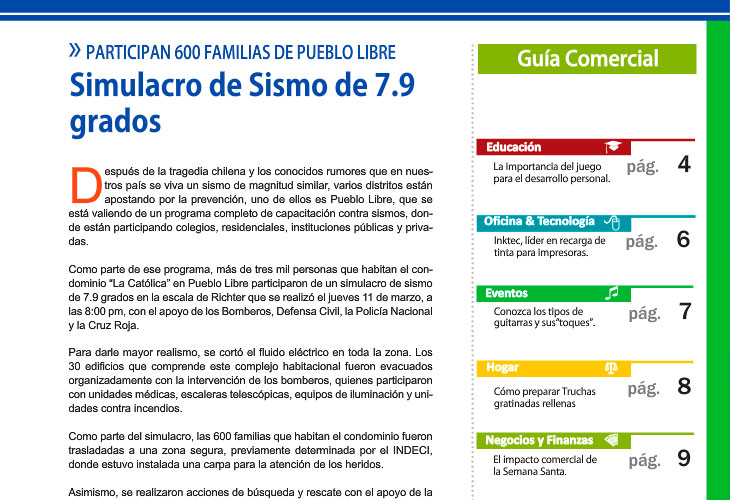 » PARTICIPAN 600 FAMILIAS DE PUEBLO LIBRE
Simulacro de Sismo de 7.9
grados
Después de la tragedia chilena y los conocidos rumores que en nues-
tros país se viva un sismo de magnitud similar, varios distritos están
apostando por la prevención, uno de ellos es Pueblo Libre, que se
está valiendo de un programa completo de capacitación contra sismos, don-
de están participando colegios, residenciales, instituciones públicas y priva-
das.
Como parte de ese programa, más de tres mil personas que habitan el con-
dominio “La Católica” en Pueblo Libre participaron de un simulacro de sismo
de 7.9 grados en la escala de Richter que se realizó el jueves 11 de marzo, a
las 8:00 pm, con el apoyo de los Bomberos, Defensa Civil, la Policía Nacional
y la Cruz Roja.
Para darle mayor realismo, se cortó el fluido eléctrico en toda la zona. Los
30 edificios que comprende este complejo habitacional fueron evacuados
organizadamente con la intervención de los bomberos, quienes participaron
con unidades médicas, escaleras telescópicas, equipos de iluminación y uni-
dades contra incendios.
Como parte del simulacro, las 600 familias que habitan el condominio fueron
trasladadas a una zona segura, previamente determinada por el INDECI,
donde estuvo instalada una carpa para la atención de los heridos.
Asimismo, se realizaron acciones de búsqueda y rescate con el apoyo de la
Guía Comercial
Educación
La importancia del juego
para el desarrollo personal.
pág. 4
Oficina & Tecnología
Inktec, líder en recarga de
tinta para impresoras.
pág. 6
Eventos
Conozca los tipos de
guitarras y sus“toques”.
pág. 7
Hogar
Cómo preparar Truchas
gratinadas rellenas
pág. 8
Negocios y Finanzas
El impacto comercial de
la Semana Santa.
pág. 9